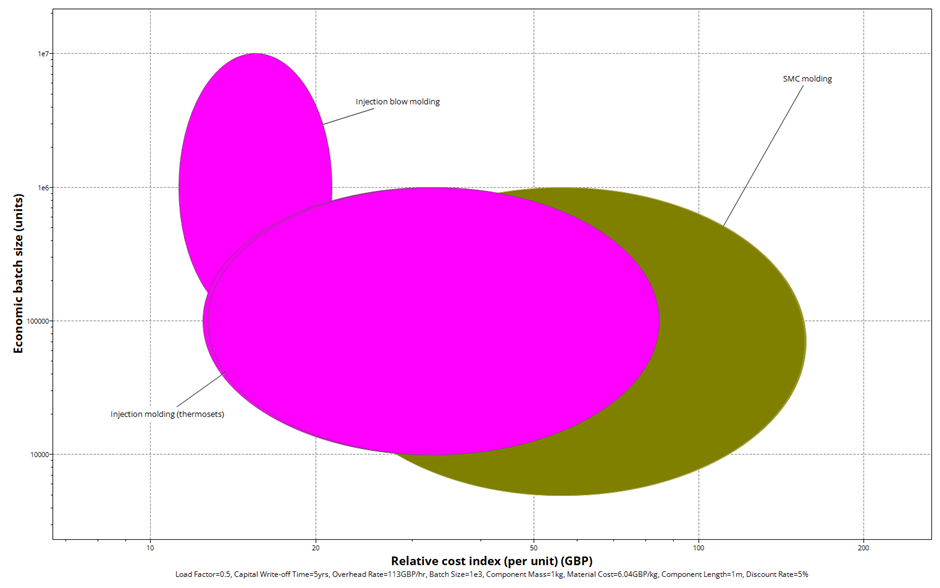 1e7
1e6
100000
10000
Economic batch size (units)
Injection blow molding
SMC molding
Injection molding (thermosets)
10
20
50
100
200
Relative cost index (per unit) (GBP)
Load Factor=0.5, Capital Write-off Time=5yrs, Overhead Rate=113GBP/hr, Batch Size=1e3, Component Mass=1kg, Material Cost=6.04GBP/kg, Component Length=1m, Discount Rate=5%